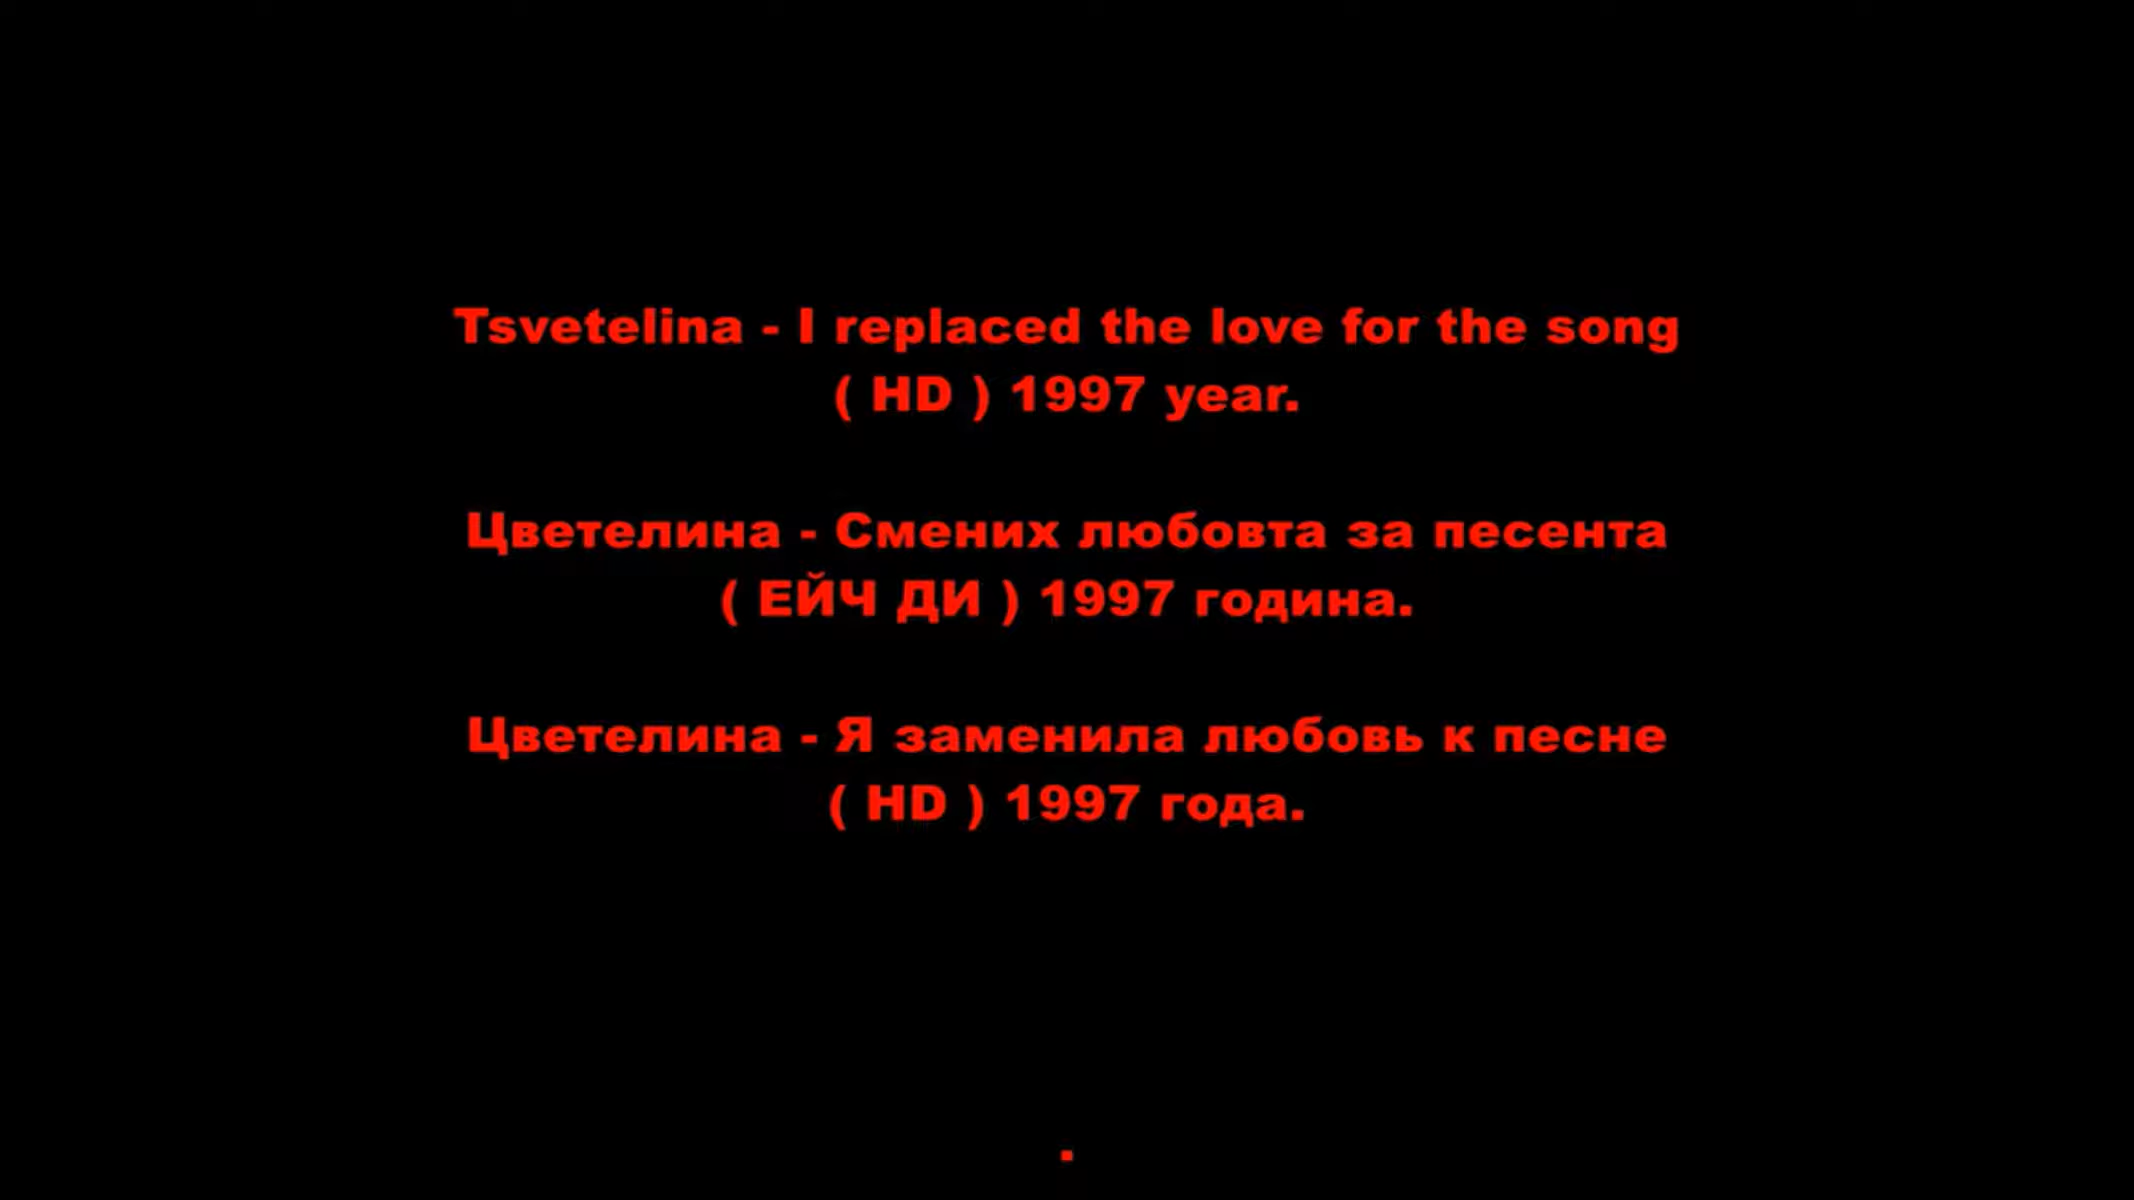 Tsvetelina - I replaced the love for the song
( HD ) 1997 year.
Цветелина - Смених любовта за песента
( ЕЙЧ ДИ ) 1997 година.
Цветелина - Я заменила любовь к песне
( HD ) 1997 года.
.